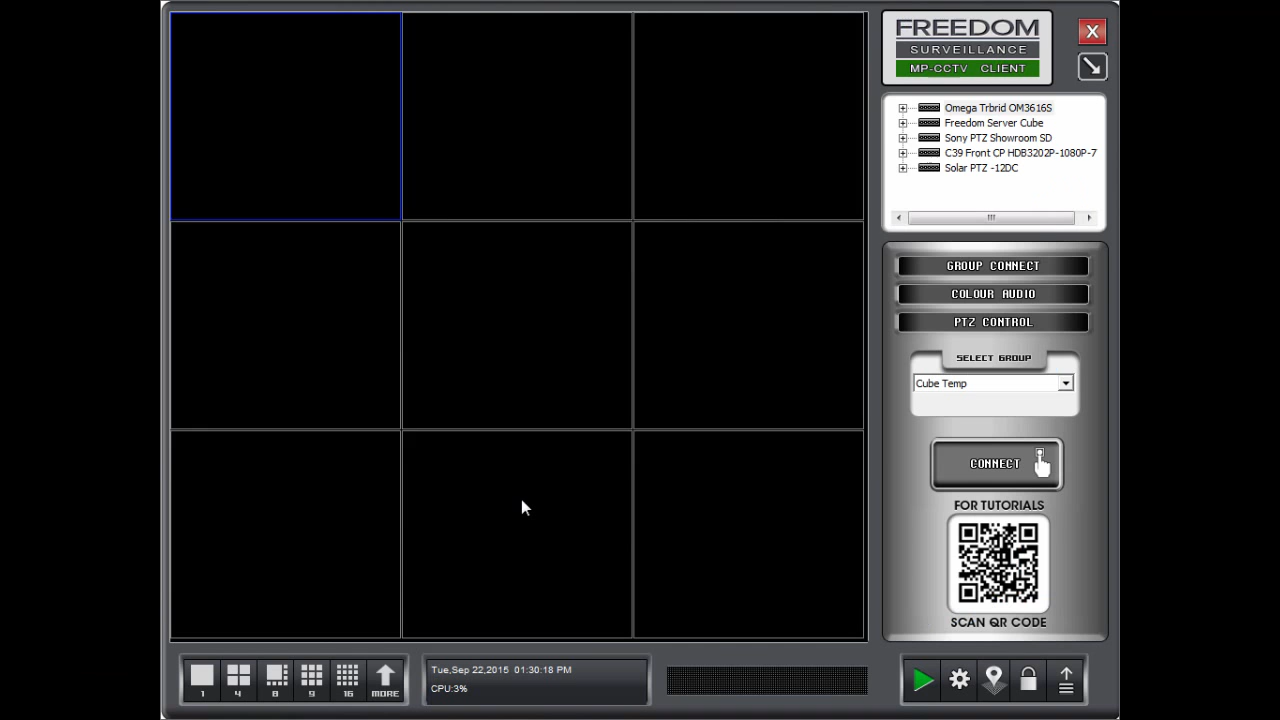 FREEDOM
SURVEILLANCE
MP-CCTV CLIENT
X
Omega Trbrid OM3616S
Freedom Server Cube
Sony PTZ Showroom SD
C39 Front CP HDB3202P-1080P-7
Solar PTZ -12DC
GROUP CONNECT
COLOUR AUDIO
PTZ CONTROL
SELECT GROUP
Cube Temp
CONNECT
FOR TUTORIALS
SCAN QR CODE
1
4
8
9
16
MORE
Tue,Sep 22,2015 01:30:18 PM
CPU:3%